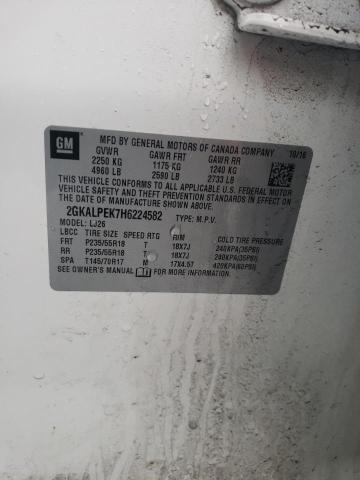 GM
MFD BY GENERAL MOTORS OF CANADA COMPANY 10/16
GVWR GAWR FRT GAWR RR
2250 KG 1175 KG 1240 KG
4960 LB 2590 LB 2733 LB
THIS VEHICLE CONFORMS TO ALL APPLICABLE U.S. FEDERAL MOTOR
VEHICLE SAFETY, BUMPER, AND THEFT PREVENTION STANDARDS
IN EFFECT ON THE DATE OF MANUFACTURE SHOWN ABOVE.
2GKALPEK7H6224582 TYPE: M.P.V.
MODEL: LJ26
LBCC TIRE SIZE SPEED RTG RIM COLD TIRE PRESSURE
FRT P235/55R18 T 18X7J 240KPA(35PSI)
RR P235/55R18 T 18X7J 240KPA(35PSI)
SPA T145/70R17 M 17X4.5T 420KPA(60PSI)
SEE OWNER'S MANUAL